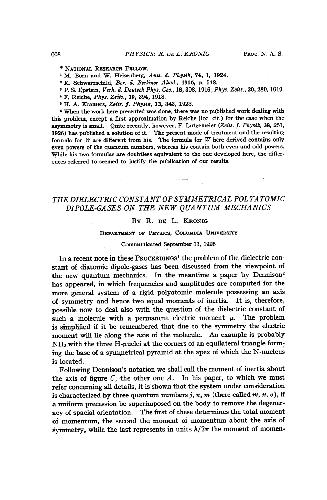 608 PHYSICS: R. DE L. KRONIG PROC. N. A. S.
* NATIONAL RESEARCH FELLOW.
¹ M. Born and W. Heisenberg, Ann. d. Physik, 74, 1, 1924.
² K. Schwarzschild, Ber. d. Berliner Akad., 1916, p. 548.
³ P. S. Epstein, Verh. d. Deutsch Phys. Ges., 18, 398, 1916; Phys. Zeits., 20, 289, 1919.
⁴ F. Reiche, Phys. Zeits., 19, 394, 1918.
⁵ H. A. Kramers, Zeits. f. Physik, 13, 343, 1923.
⁶ When the work here presented was done, there was no published work dealing with
this problem, except a first approximation by Reiche (loc. cit.) for the case when the
asymmetry is small. Quite recently, however, F. Lütgemeier (Zeits. f. Physik, 38, 251,
1926) has published a solution of it. The present mode of treatment and the resulting
formula for W are different from his. The formula for W here derived contains only
even powers of the quantum numbers, whereas his contain both even and odd powers.
While his two formulas are doubtless equivalent to the one developed here, the differ-
ences referred to seemed to justify the publication of our results.
THE DIELECTRIC CONSTANT OF SYMMETRICAL POLYATOMIC
DIPOLE-GASES ON THE NEW QUANTUM MECHANICS
BY R. DE L. KRONIG
DEPARTMENT OF PHYSICS, COLUMBIA UNIVERSITY
Communicated September 13, 1926
In a recent note in these PROCEEDINGS¹ the problem of the dielectric con-
stant of diatomic dipole-gases has been discussed from the viewpoint of
the new quantum mechanics. In the meantime a paper by Dennison²
has appeared, in which frequencies and amplitudes are computed for the
more general system of a rigid polyatomic molecule possessing an axis
of symmetry and hence two equal moments of inertia. It is, therefore,
possible now to deal also with the question of the dielectric constant of
such a molecule with a permanent electric moment μ. The problem
is simplified if it be remembered that due to the symmetry the electric
moment will lie along the axis of the molecule. An example is probably
NH₃ with the three H-nuclei at the corners of an equilateral triangle form-
ing the base of a symmetrical pyramid at the apex of which the N-nucleus
is located.
Following Dennison's notation we shall call the moment of inertia about
the axis of figure C, the other one A. In his paper, to which we must
refer concerning all details, it is shown that the system under consideration
is characterized by three quantum numbers j, n, m (there called m, n, σ), if
a uniform precession be superimposed on the body to remove the degener-
acy of spacial orientation. The first of these determines the total moment
of momentum, the second the moment of momentum about the axis of
symmetry, while the last represents in units h/2π the moment of momen-